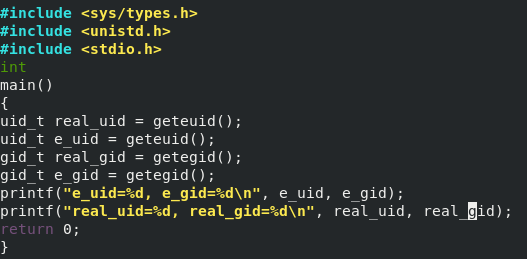 #include <sys/types.h>
#include <unistd.h>
#include <stdio.h>
int
main()
{
uid_t real_uid = geteuid();
uid_t e_uid = geteuid();
gid_t real_gid = getegid();
gid_t e_gid = getegid();
printf("e_uid=%d, e_gid=%d\n", e_uid, e_gid);
printf("real_uid=%d, real_gid=%d\n", real_uid, real_gid);
return 0;
}